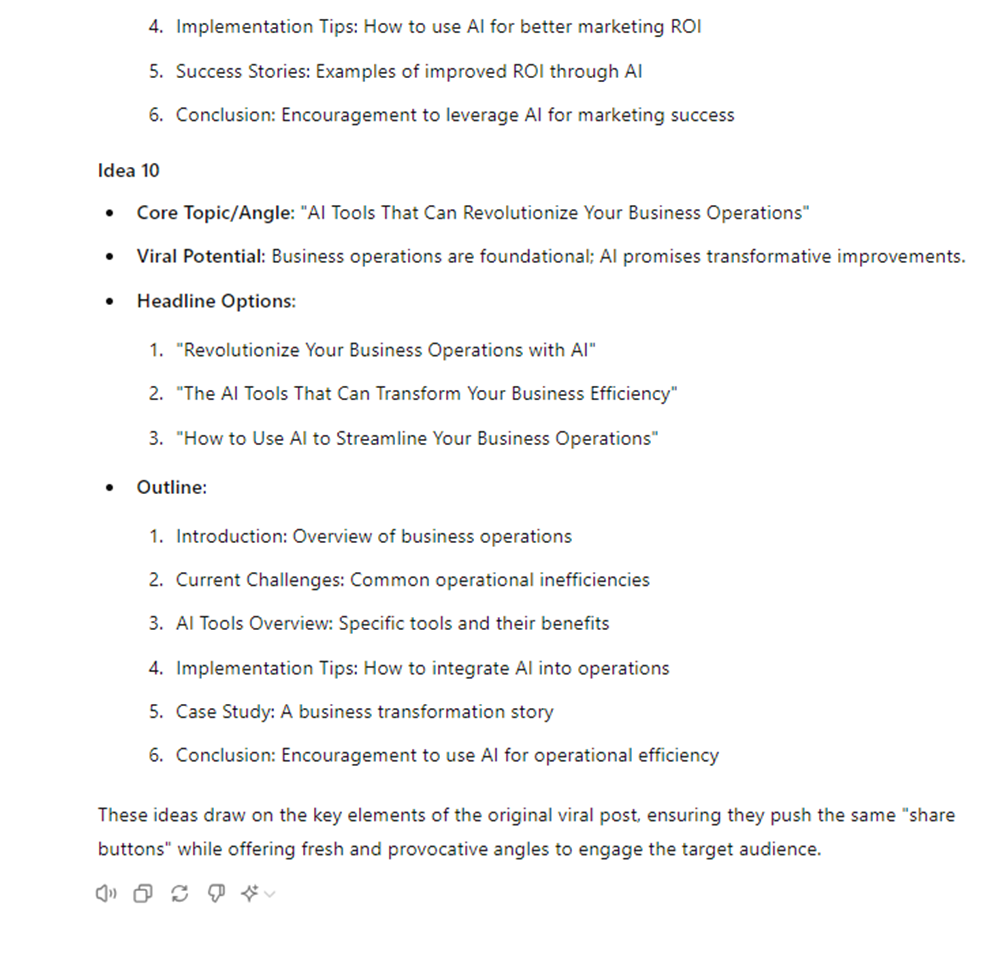 4. Implementation Tips: How to use AI for better marketing ROI
5. Success Stories: Examples of improved ROI through AI
6. Conclusion: Encouragement to leverage AI for marketing success
Idea 10
• Core Topic/Angle: "AI Tools That Can Revolutionize Your Business Operations"
• Viral Potential: Business operations are foundational; AI promises transformative improvements.
• Headline Options:
1. "Revolutionize Your Business Operations with AI"
2. "The AI Tools That Can Transform Your Business Efficiency"
3. "How to Use AI to Streamline Your Business Operations"
• Outline:
1. Introduction: Overview of business operations
2. Current Challenges: Common operational inefficiencies
3. AI Tools Overview: Specific tools and their benefits
4. Implementation Tips: How to integrate AI into operations
5. Case Study: A business transformation story
6. Conclusion: Encouragement to use AI for operational efficiency
These ideas draw on the key elements of the original viral post, ensuring they push the same "share
buttons" while offering fresh and provocative angles to engage the target audience.